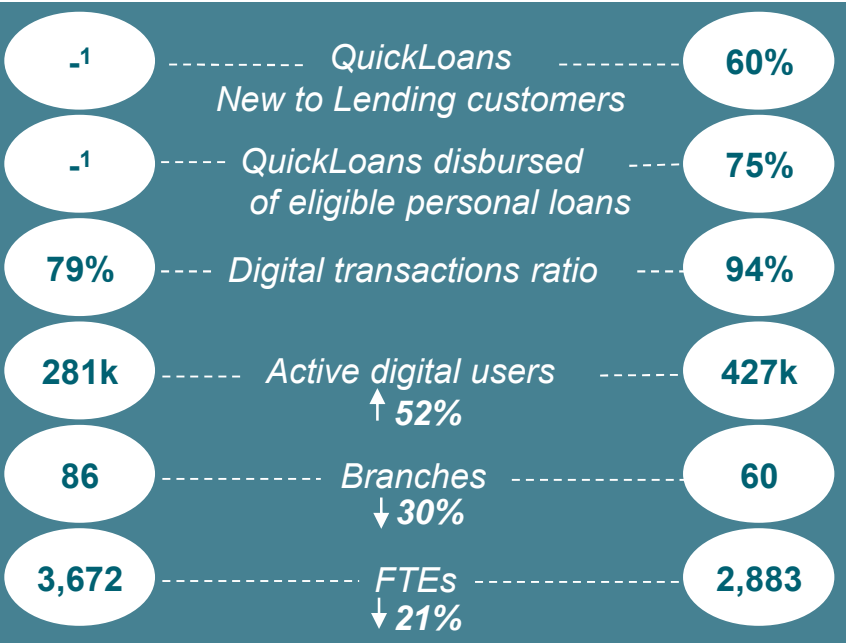 -1 QuickLoans 60%
New to Lending customers
-1 QuickLoans disbursed 75%
of eligible personal loans
79% Digital transactions ratio 94%
281k Active digital users 427k
↑ 52%
86 Branches 60
↓ 30%
3,672 FTEs 2,883
↓ 21%